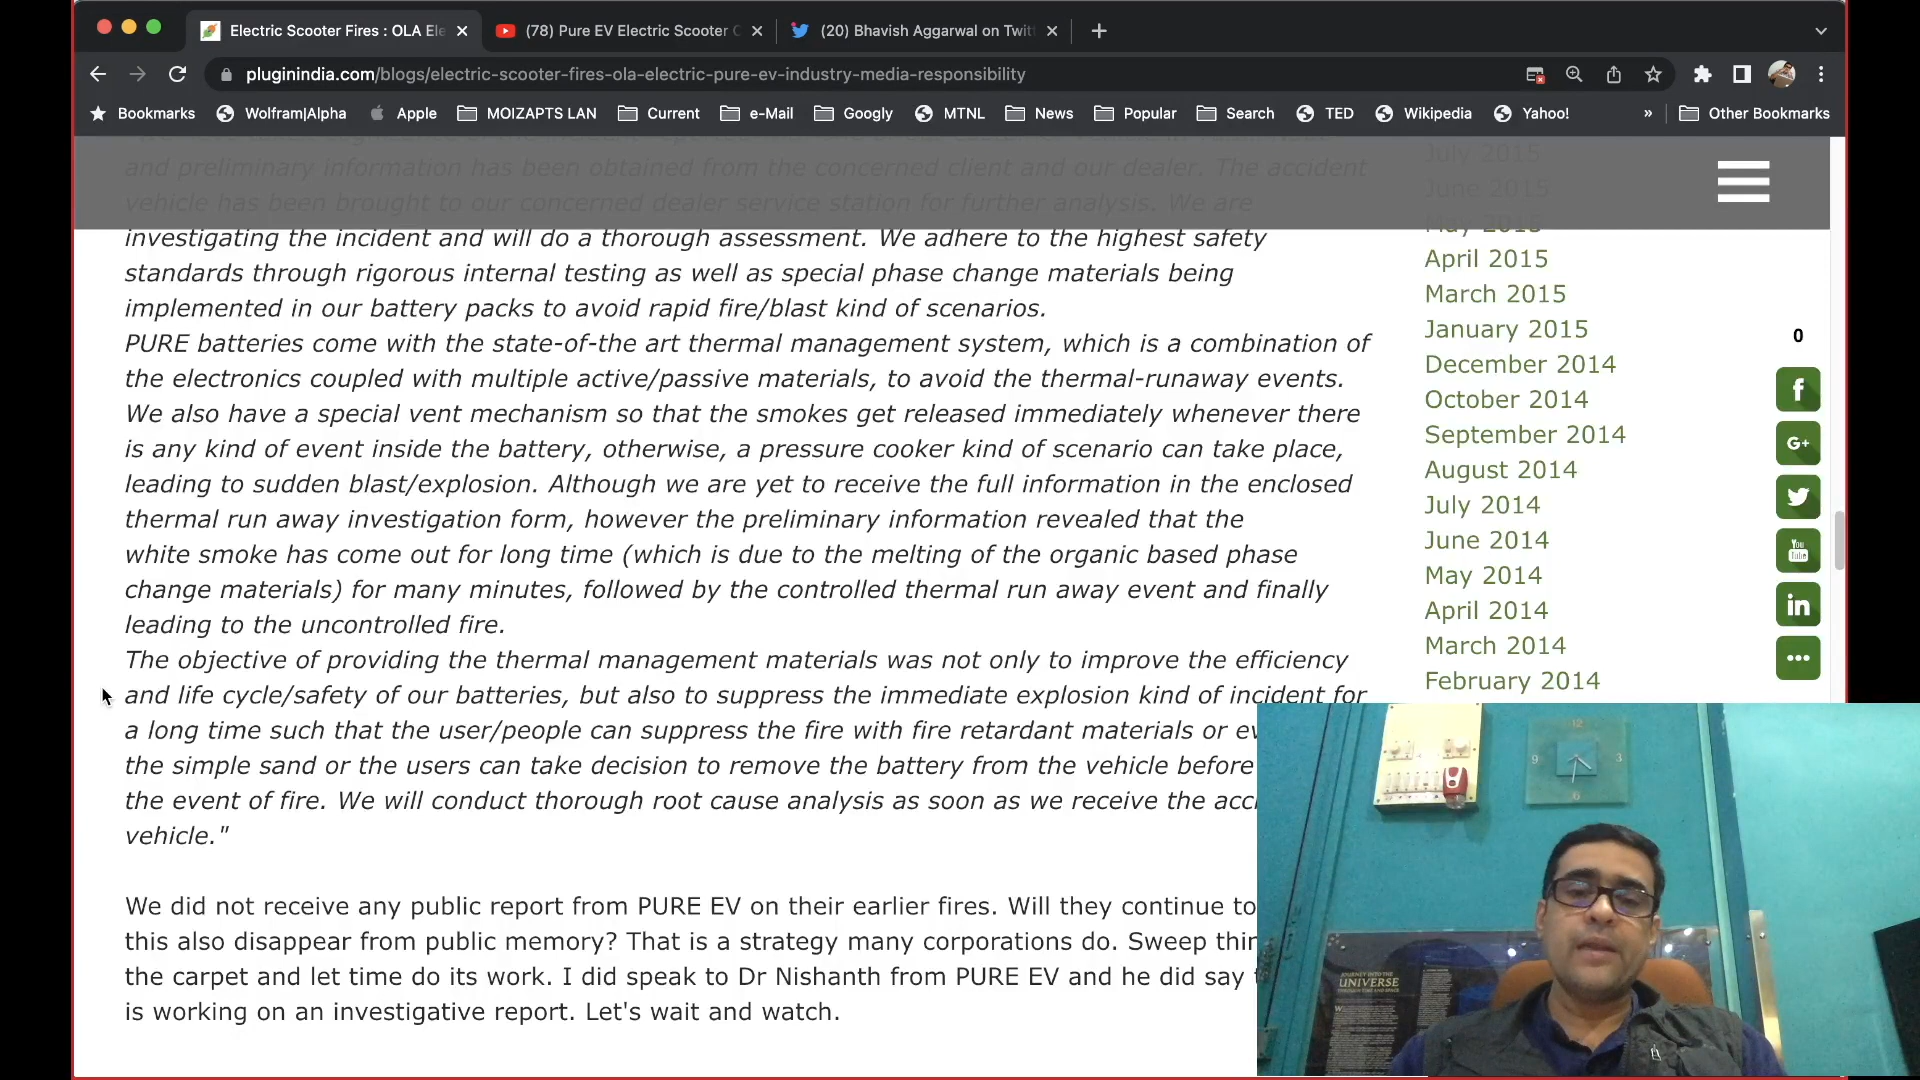 Electric Scooter Fires : OLA Ele
(78) Pure EV Electric Scooter C
(20) Bhavish Aggarwal on Twitt
pluginindia.com/blogs/electric-scooter-fires-ola-electric-pure-ev-industry-media-responsibility
Bookmarks
Wolfram|Alpha
Apple
MOIZAPTS LAN
Current
e-Mail
Googly
MTNL
News
Popular
Search
TED
Wikipedia
Yahoo!
»
Other Bookmarks
and preliminary information has been obtained from the concerned client and our dealer. The accident
vehicle has been brought to our concerned dealer service station for further analysis. We are
investigating the incident and will do a thorough assessment. We adhere to the highest safety
standards through rigorous internal testing as well as special phase change materials being
implemented in our battery packs to avoid rapid fire/blast kind of scenarios.
PURE batteries come with the state-of-the art thermal management system, which is a combination of
the electronics coupled with multiple active/passive materials, to avoid the thermal-runaway events.
We also have a special vent mechanism so that the smokes get released immediately whenever there
is any kind of event inside the battery, otherwise, a pressure cooker kind of scenario can take place,
leading to sudden blast/explosion. Although we are yet to receive the full information in the enclosed
thermal run away investigation form, however the preliminary information revealed that the
white smoke has come out for long time (which is due to the melting of the organic based phase
change materials) for many minutes, followed by the controlled thermal run away event and finally
leading to the uncontrolled fire.
The objective of providing the thermal management materials was not only to improve the efficiency
and life cycle/safety of our batteries, but also to suppress the immediate explosion kind of incident for
a long time such that the user/people can suppress the fire with fire retardant materials or ev
the simple sand or the users can take decision to remove the battery from the vehicle before
the event of fire. We will conduct thorough root cause analysis as soon as we receive the acc
vehicle."
We did not receive any public report from PURE EV on their earlier fires. Will they continue to
this also disappear from public memory? That is a strategy many corporations do. Sweep thin
the carpet and let time do its work. I did speak to Dr Nishanth from PURE EV and he did say t
is working on an investigative report. Let's wait and watch.
July 2015
June 2015
May 2015
April 2015
March 2015
January 2015
December 2014
October 2014
September 2014
August 2014
July 2014
June 2014
May 2014
April 2014
March 2014
February 2014
0
f
G+
You
Tube
in
12
9
3
6
JOURNEY INTO THE
UNIVERSE
THROUGH TIME AND SPACE